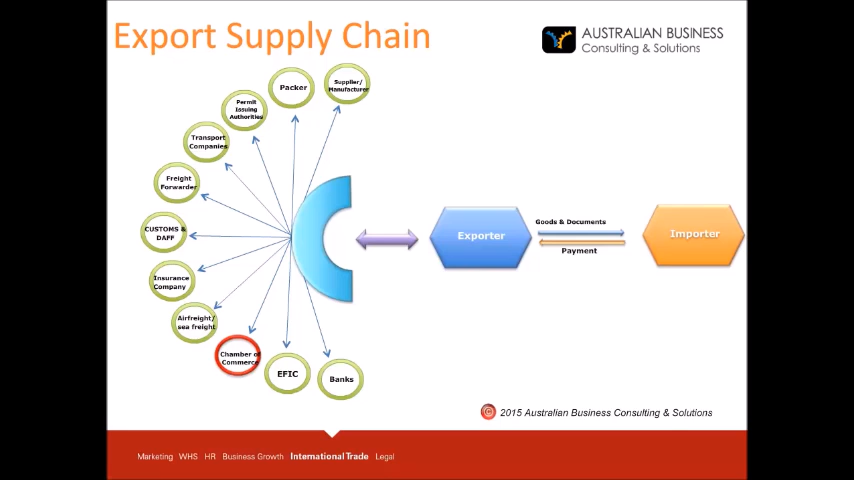 Export Supply Chain
AUSTRALIAN BUSINESS
Consulting & Solutions
Supplier/
Manufacturer
Packer
Permit
Issuing
Authorities
Transport
Companies
Freight
Forwarder
CUSTOMS &
DAFF
Insurance
Company
Airfreight/
sea freight
Chamber of
Commerce
EFIC
Banks
Exporter
Goods & Documents
Payment
Importer
© 2015 Australian Business Consulting & Solutions
Marketing WHS HR Business Growth International Trade Legal